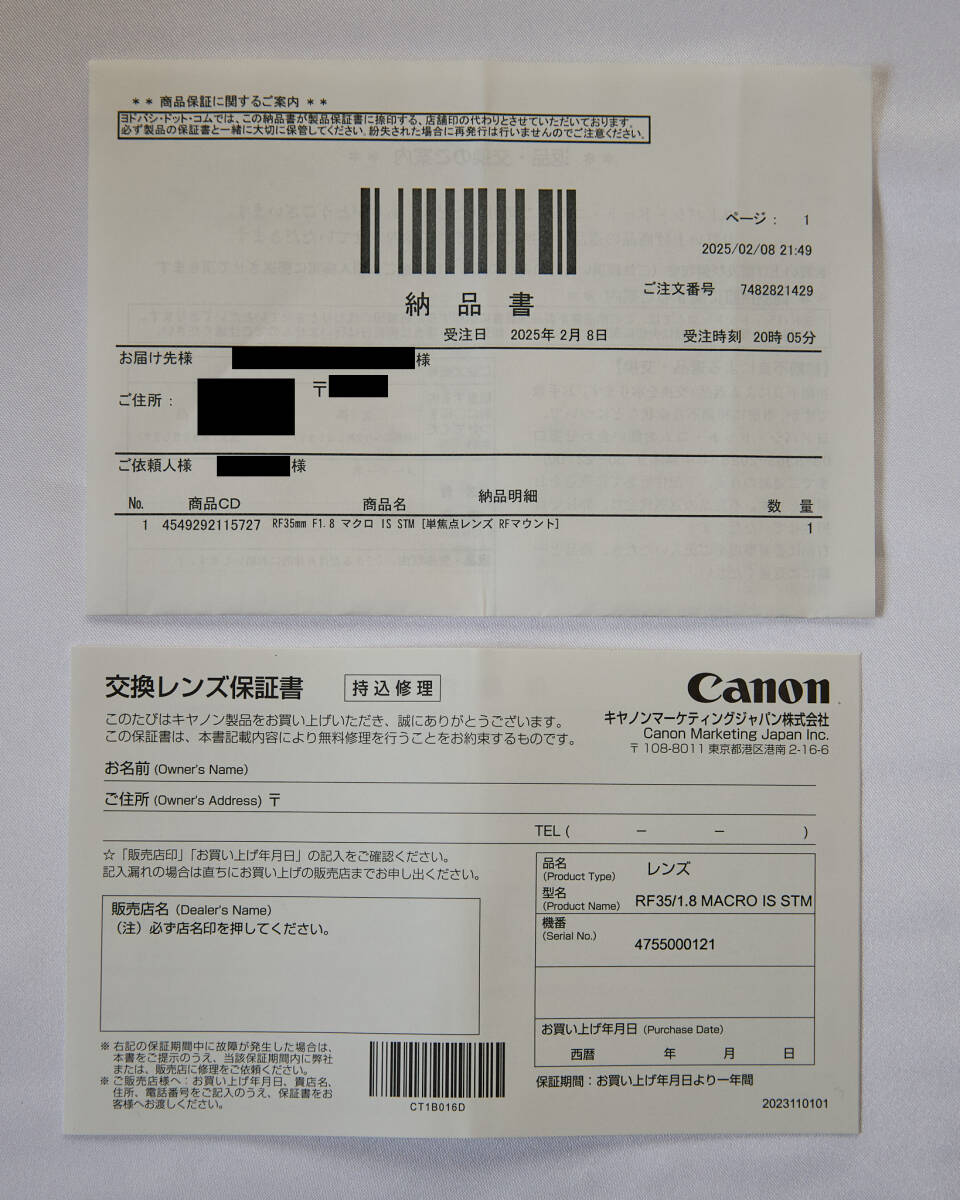 ** 商品保証に関するご案内 **
ヨドバシ・ドット・コムでは、この納品書が製品保証書に捺印する、店舗印の代わりとさせていただいております。
必ず製品の保証書と一緒に大切に保管してください。紛失された場合に再発行は行いませんのでご注意ください。
ページ： 1
2025/02/08 21:49
ご注文番号 7482821429
納 品 書
受注日 2025年 2月 8日 受注時刻 20時 05分
お届け先様 様
〒
ご住所：
ご依頼人様 様
納品明細
No. 商品CD 商品名 数 量
1 4549292115727 RF35mm F1.8 マクロ IS STM [単焦点レンズ RFマウント] 1
交換レンズ保証書 持込修理 Canon
このたびはキヤノン製品をお買い上げいただき、誠にありがとうございます。
この保証書は、本書記載内容により無料修理を行うことをお約束するものです。
キヤノンマーケティングジャパン株式会社
Canon Marketing Japan Inc.
〒108-8011 東京都港区港南 2-16-6
お名前 (Owner's Name)
ご住所 (Owner's Address) 〒
TEL ( － － )
☆「販売店印」「お買い上げ年月日」の記入をご確認ください。
記入漏れの場合は直ちにお買い上げの販売店までお申し出ください。
販売店名 (Dealer's Name)
（注）必ず店名印を押してください。
品名
(Product Type) レンズ
型名
(Product Name) RF35/1.8 MACRO IS STM
機番
(Serial No.)
4755000121
お買い上げ年月日 (Purchase Date)
西暦 年 月 日
保証期間：お買い上げ年月日より一年間
※右記の保証期間中に故障が発生した場合は、
本書をご提示のうえ、当該保証期間内に弊社
または、販売店に修理をご依頼ください。
※ご販売店様へ：お買い上げ年月日、貴店名、
住所、電話番号をご記入のうえ、保証書をお
客様へお渡しください。
CT1B016D
2023110101